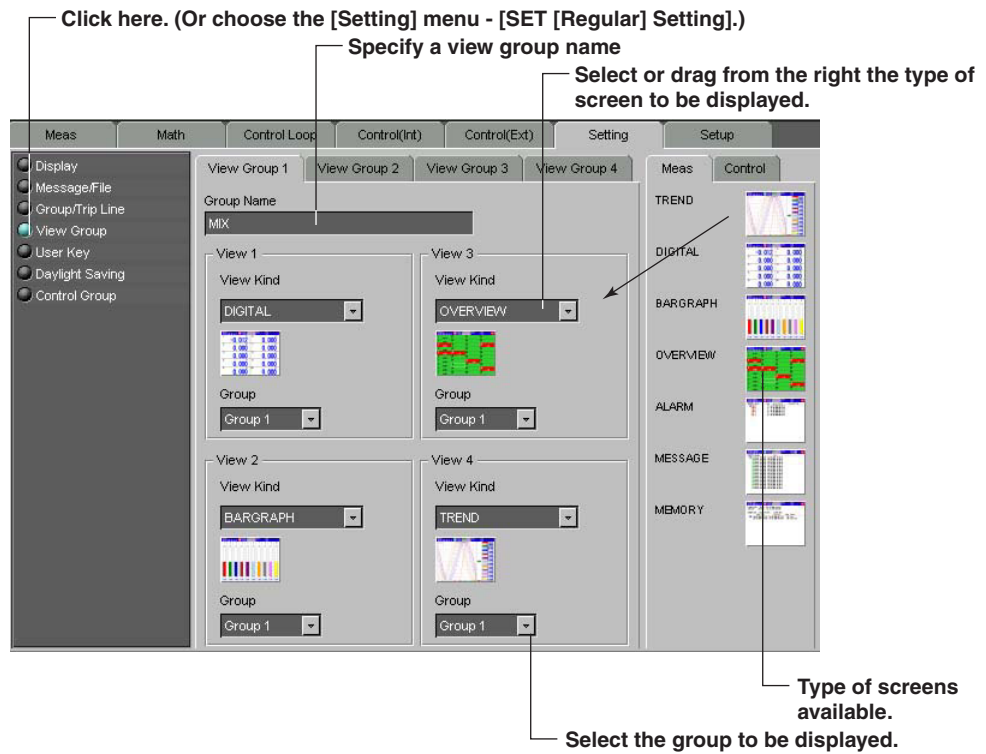 Click here. (Or choose the [Setting] menu - [SET [Regular] Setting].)
Specify a view group name
Select or drag from the right the type of
screen to be displayed.
Meas
Math
Control Loop
Control(Int)
Control(Ext)
Setting
Setup
Display
Message/File
Group/Trip Line
View Group
User Key
Daylight Saving
Control Group
View Group 1
View Group 2
View Group 3
View Group 4
Group Name
MIX
View 1
View Kind
DIGITAL
Group
Group 1
View 3
View Kind
OVERVIEW
Group
Group 1
View 2
View Kind
BARGRAPH
Group
Group 1
View 4
View Kind
TREND
Group
Group 1
Meas
Control
TREND
DIGITAL
BARGRAPH
OVERVIEW
ALARM
MESSAGE
MEMORY
Type of screens
available.
Select the group to be displayed.